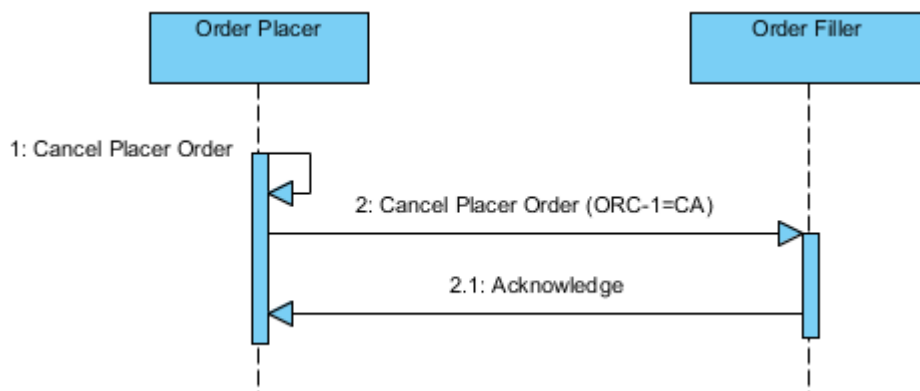 Order Placer
Order Filler
1: Cancel Placer Order
2: Cancel Placer Order (ORC-1=CA)
2.1: Acknowledge